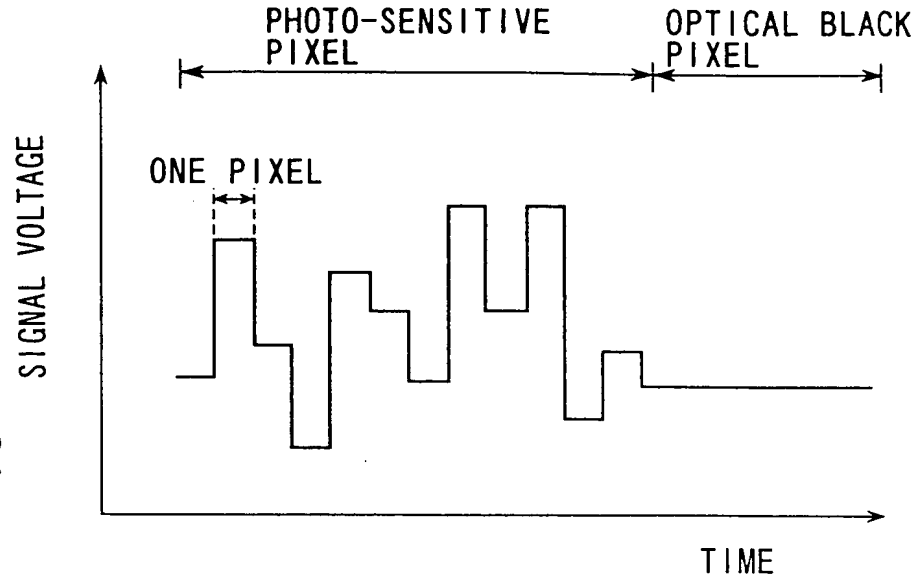 PHOTO-SENSITIVE
PIXEL
OPTICAL BLACK
PIXEL
ONE PIXEL
SIGNAL VOLTAGE
TIME